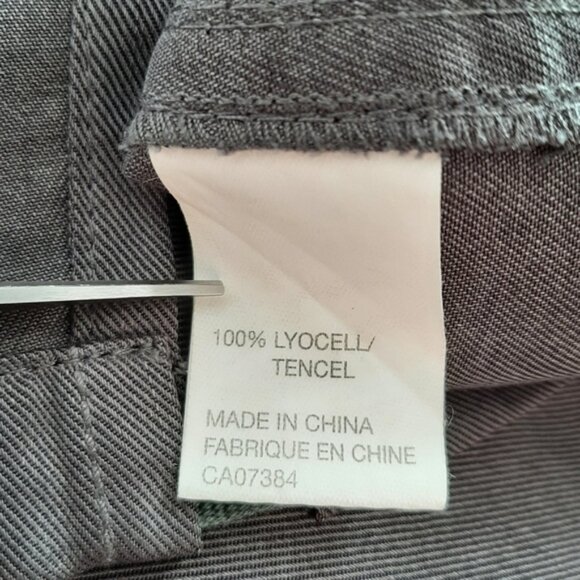 100% LYOCELL/
TENCEL
MADE IN CHINA
FABRIQUE EN CHINE
CA07384